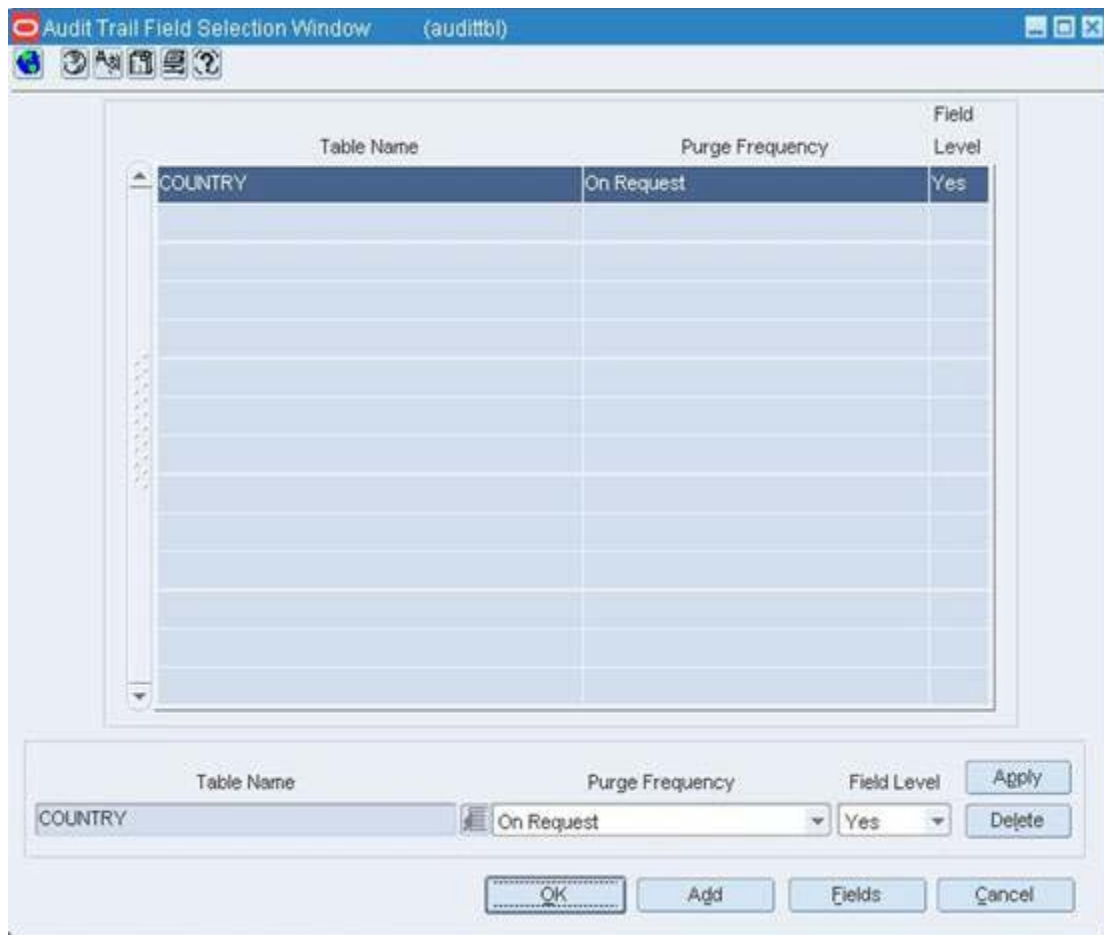 Audit Trail Field Selection Window (audittbl)
Field
Table Name Purge Frequency Level
COUNTRY On Request Yes
Table Name Purge Frequency Field Level Apply
COUNTRY On Request Yes Delete
OK Add Fields Cancel